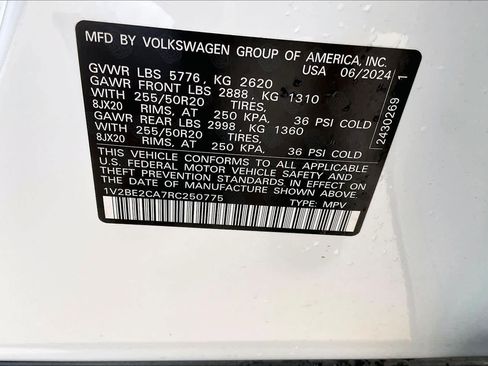 MFD BY VOLKSWAGEN GROUP OF AMERICA, INC.
USA 06/2024
GVWR LBS 5776, KG 2620
GAWR FRONT LBS 2888, KG 1310
WITH 255/50R20 TIRES,
8JX20 RIMS, AT 250 KPA, 36 PSI COLD
GAWR REAR LBS 2998, KG 1360
WITH 255/50R20 TIRES,
8JX20 RIMS, AT 250 KPA, 36 PSI COLD
THIS VEHICLE CONFORMS TO ALL APPLICABLE
U.S. FEDERAL MOTOR VEHICLE SAFETY AND
THEFT PREVENTION STANDARDS IN EFFECT ON
THE DATE OF MANUFACTURE SHOWN ABOVE.
1V2BE2CA7RC250775 TYPE: MPV
2430269 1